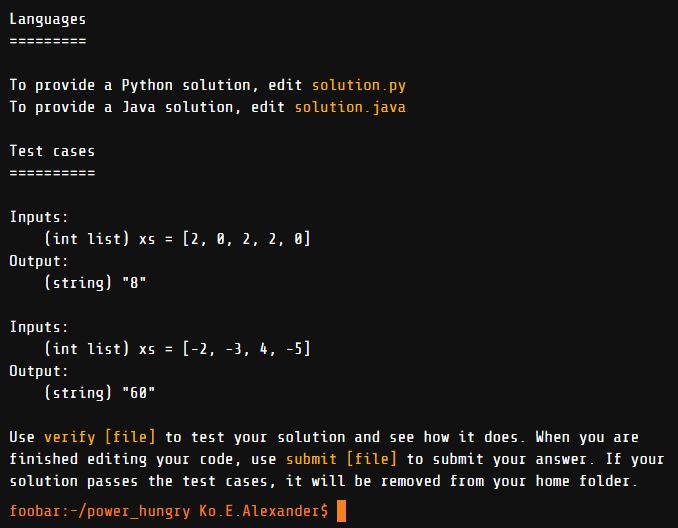 Languages
=========
To provide a Python solution, edit solution.py
To provide a Java solution, edit solution.java
Test cases
==========
Inputs:
(int list) xs = [2, 0, 2, 2, 0]
Output:
(string) "8"
Inputs:
(int list) xs = [-2, -3, 4, -5]
Output:
(string) "60"
Use verify [file] to test your solution and see how it does. When you are
finished editing your code, use submit [file] to submit your answer. If your
solution passes the test cases, it will be removed from your home folder.
foobar:~/power_hungry Ko.E.Alexander$